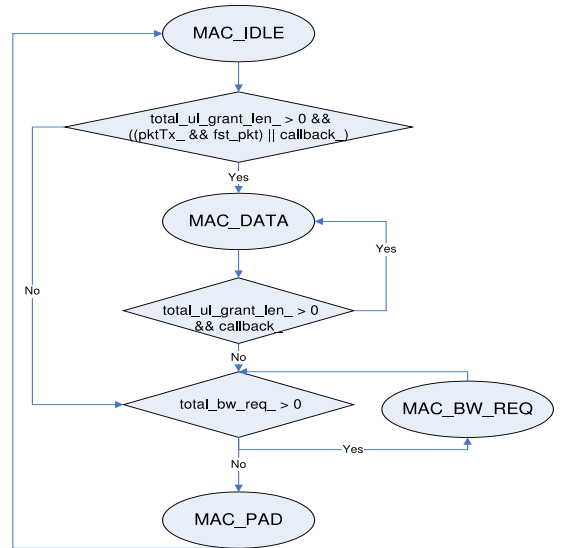 MAC_IDLE
total_ul_grant_len_ > 0 &&
((pktTx_ && fst_pkt) || callback_)
Yes
MAC_DATA
Yes
No
total_ul_grant_len_ > 0
&& callback_
No
total_bw_req_ > 0
MAC_BW_REQ
Yes
No
MAC_PAD